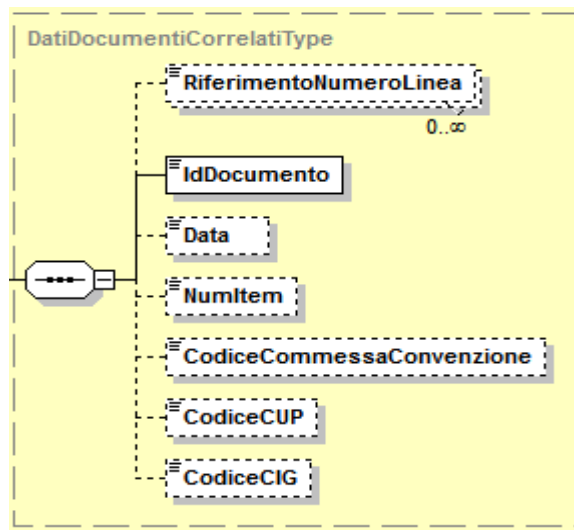 DatiDocumentiCorrelatiType
RiferimentoNumeroLinea
0..∞
IdDocumento
Data
NumItem
CodiceCommessaConvenzione
CodiceCUP
CodiceCIG